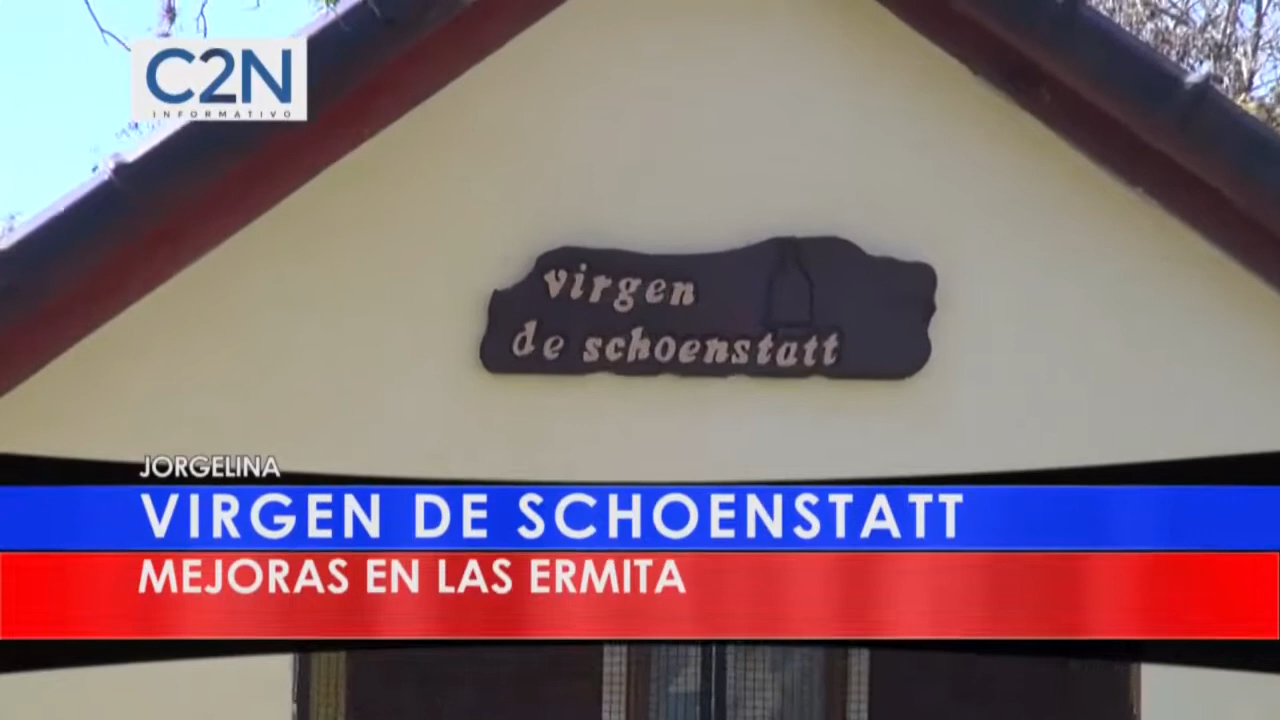 C2N
INFORMATIVO
virgen
de schoenstatt
JORGELINA
VIRGEN DE SCHOENSTATT
MEJORAS EN LAS ERMITA